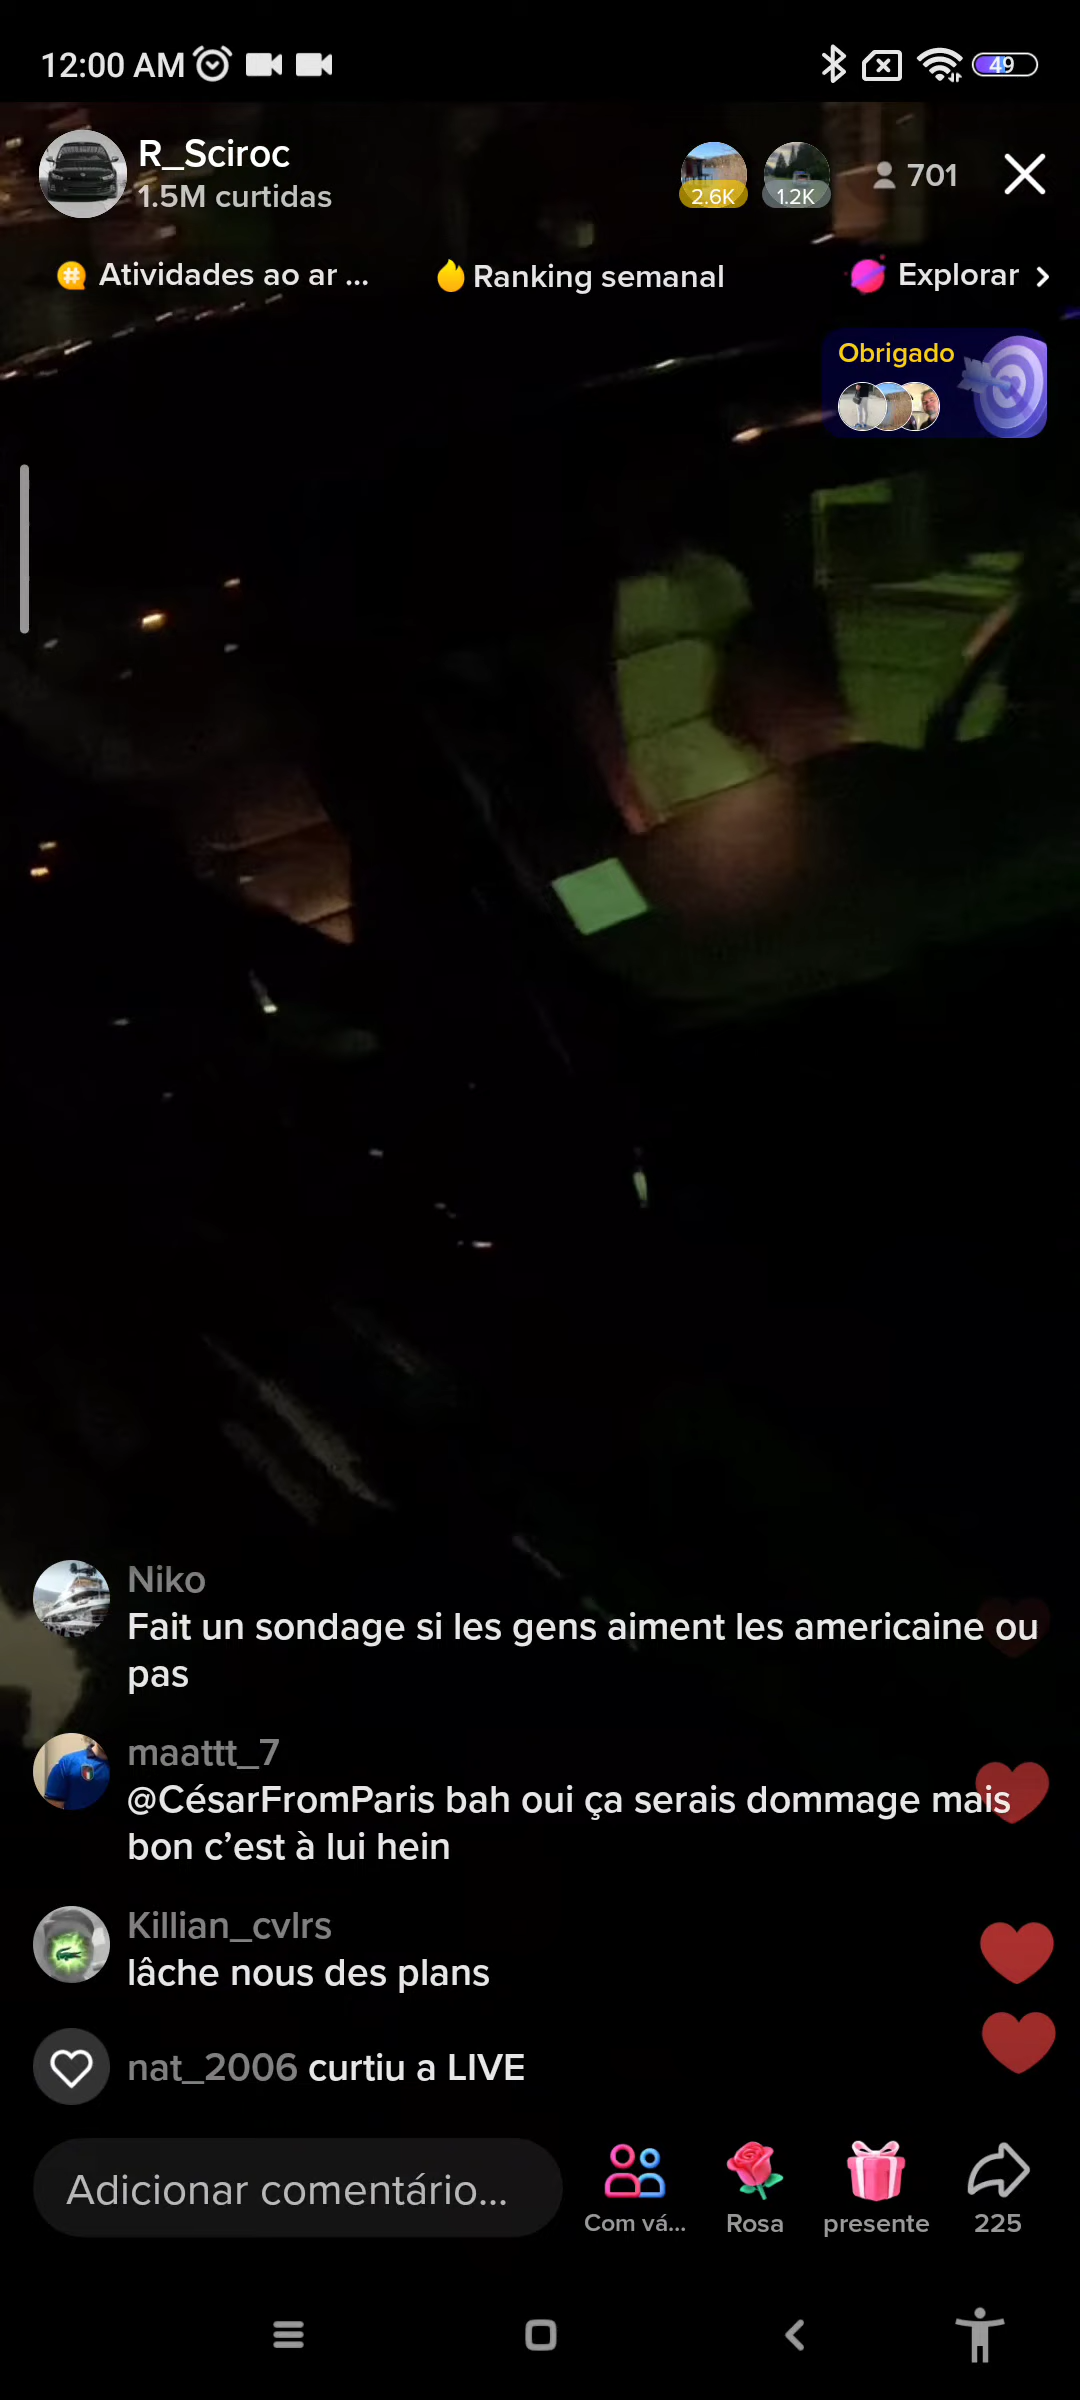 12:00 AM
49
R_Sciroc
1.5M curtidas
2.6K
1.2K
701
Atividades ao ar ...
Ranking semanal
Explorar
Obrigado
Niko
Fait un sondage si les gens aiment les americaine ou
pas
maattt_7
@CésarFromParis bah oui ça serais dommage mais
bon c’est à lui hein
Killian_cvlrs
lâche nous des plans
nat_2006 curtiu a LIVE
Adicionar comentário...
Com vá...
Rosa
presente
225